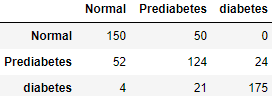 Normal Prediabetes diabetes
Normal 150 50 0
Prediabetes 52 124 24
diabetes 4 21 175